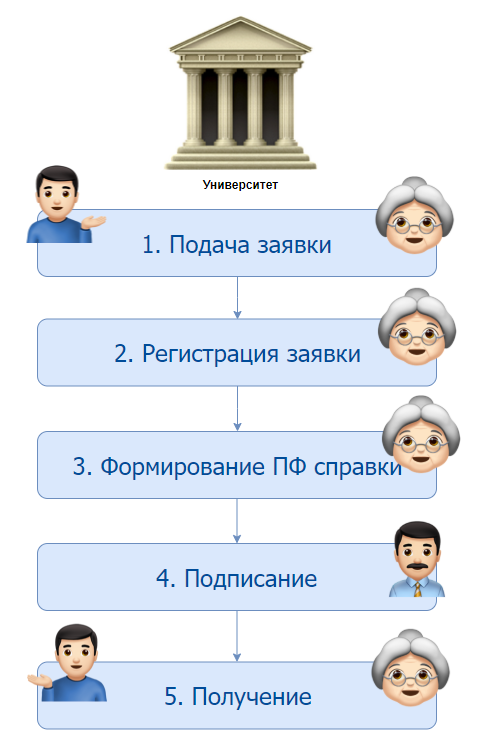 Университет
1. Подача заявки
2. Регистрация заявки
3. Формирование ПФ справки
4. Подписание
5. Получение